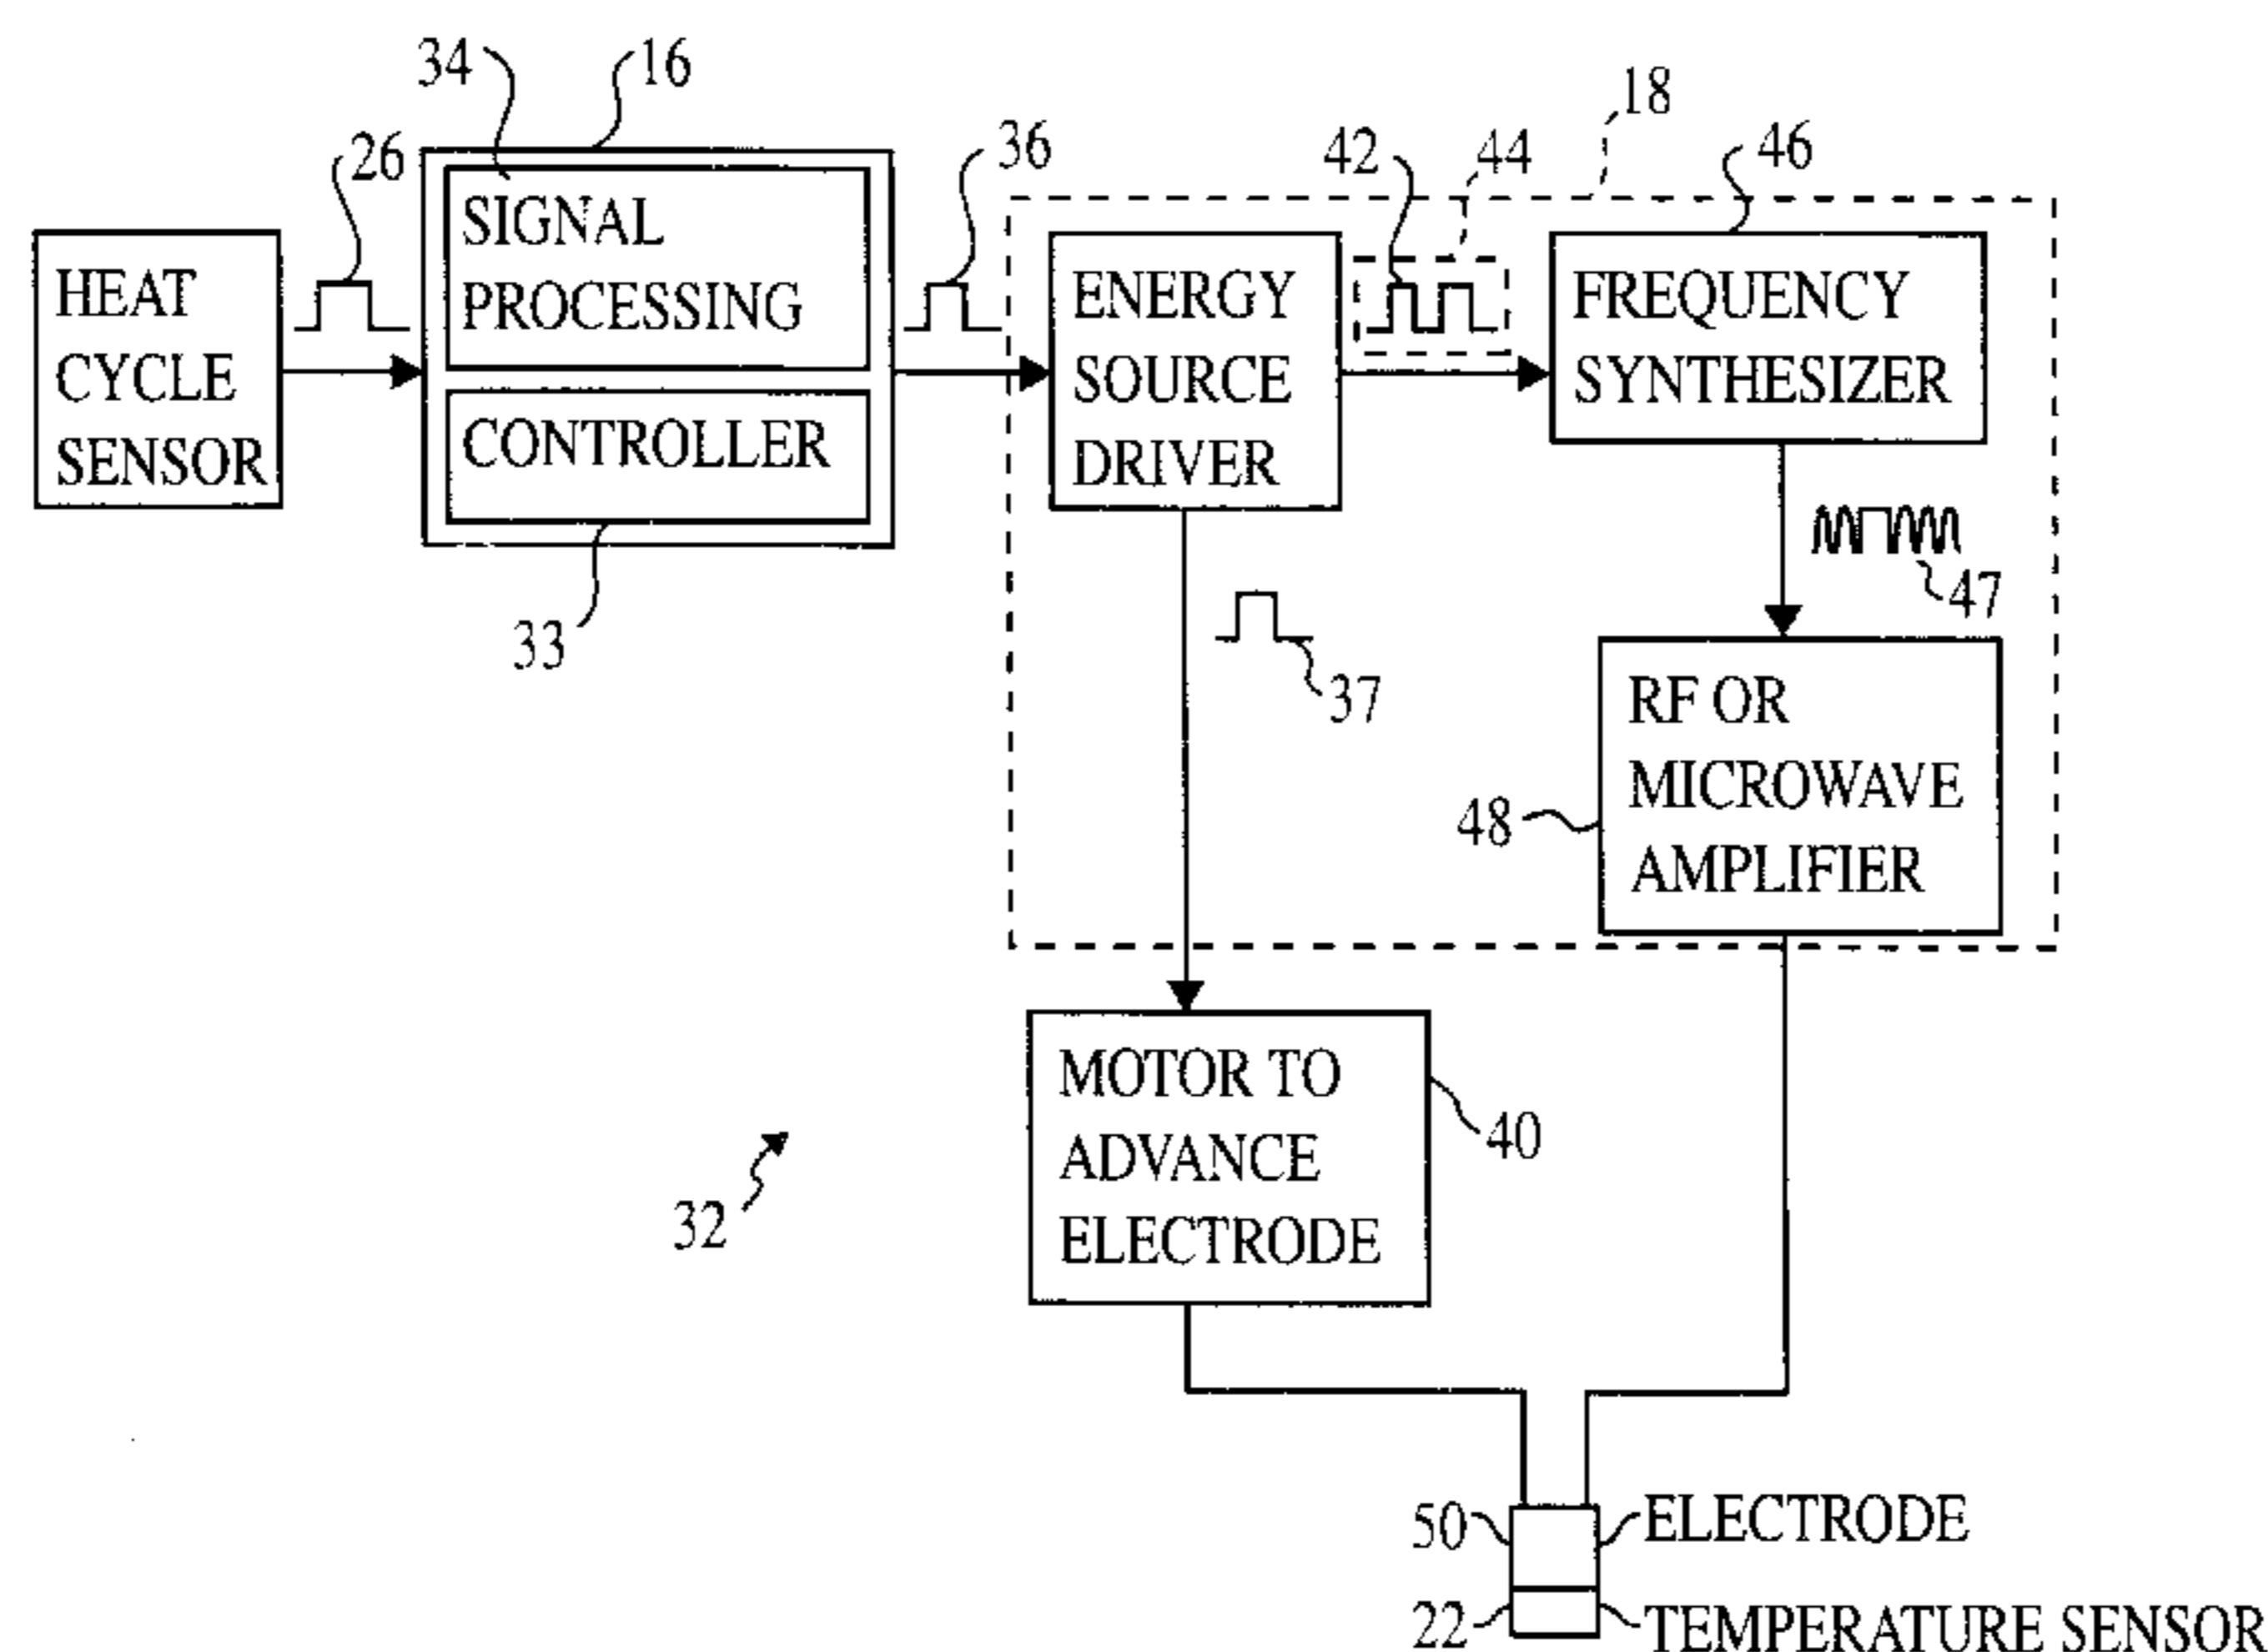 34
16
26
36
42
44
18
46
HEAT
CYCLE
SENSOR
SIGNAL
PROCESSING
CONTROLLER
33
ENERGY
SOURCE
DRIVER
FREQUENCY
SYNTHESIZER
47
37
RF OR
MICROWAVE
AMPLIFIER
48
MOTOR TO
ADVANCE
ELECTRODE
40
32
50 ELECTRODE
22 TEMPERATURE SENSOR